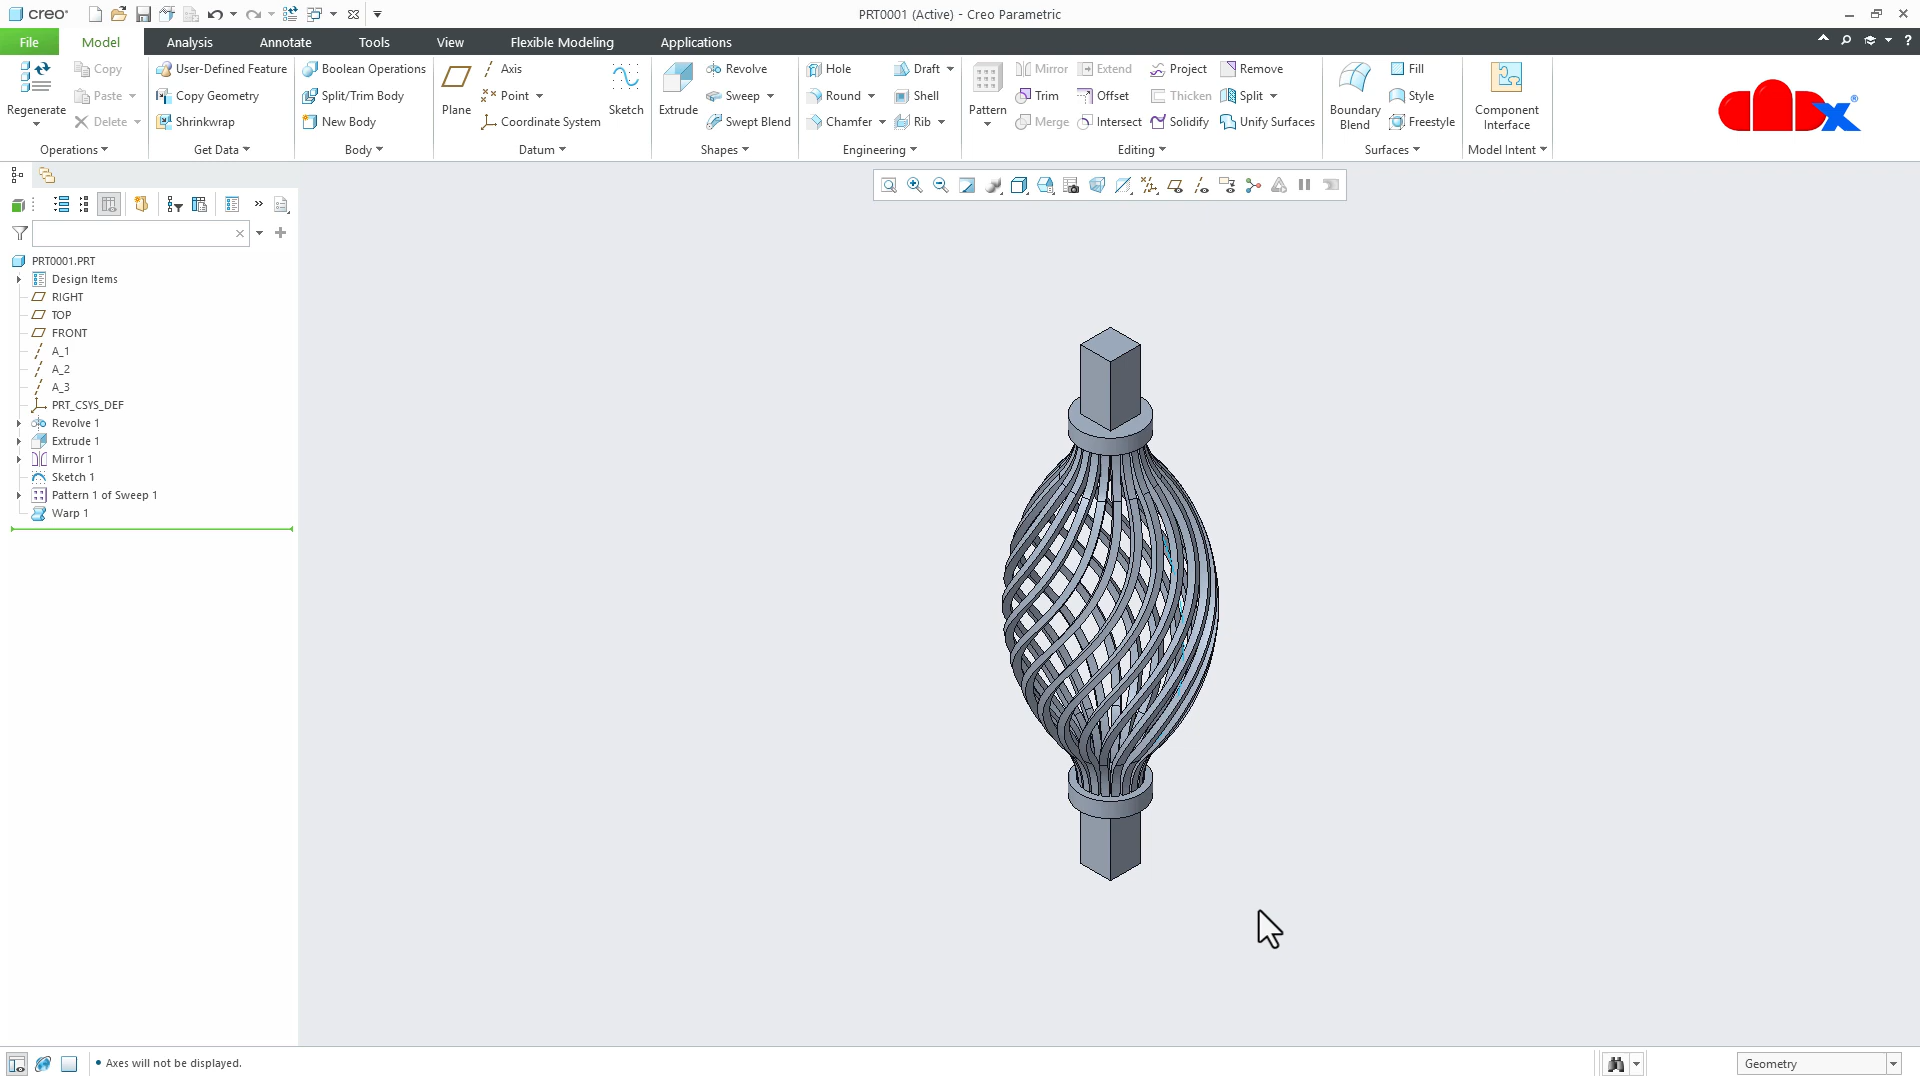 creo®
PRT0001 (Active) - Creo Parametric
File Model Analysis Annotate Tools View Flexible Modeling Applications
Regenerate
Copy
Paste
Delete
Operations
User-Defined Feature
Copy Geometry
Shrinkwrap
Get Data
Boolean Operations
Split/Trim Body
New Body
Body
Plane
Axis
Point
Coordinate System
Sketch
Datum
Extrude
Revolve
Sweep
Swept Blend
Shapes
Hole
Round
Chamfer
Draft
Shell
Rib
Engineering
Pattern
Mirror
Trim
Merge
Extend
Offset
Intersect
Project
Thicken
Solidify
Remove
Split
Unify Surfaces
Editing
Boundary
Blend
Fill
Style
Freestyle
Surfaces
Component
Interface
Model Intent
PRT0001.PRT
Design Items
RIGHT
TOP
FRONT
A_1
A_2
A_3
PRT_CSYS_DEF
Revolve 1
Extrude 1
Mirror 1
Sketch 1
Pattern 1 of Sweep 1
Warp 1
• Axes will not be displayed.
Geometry